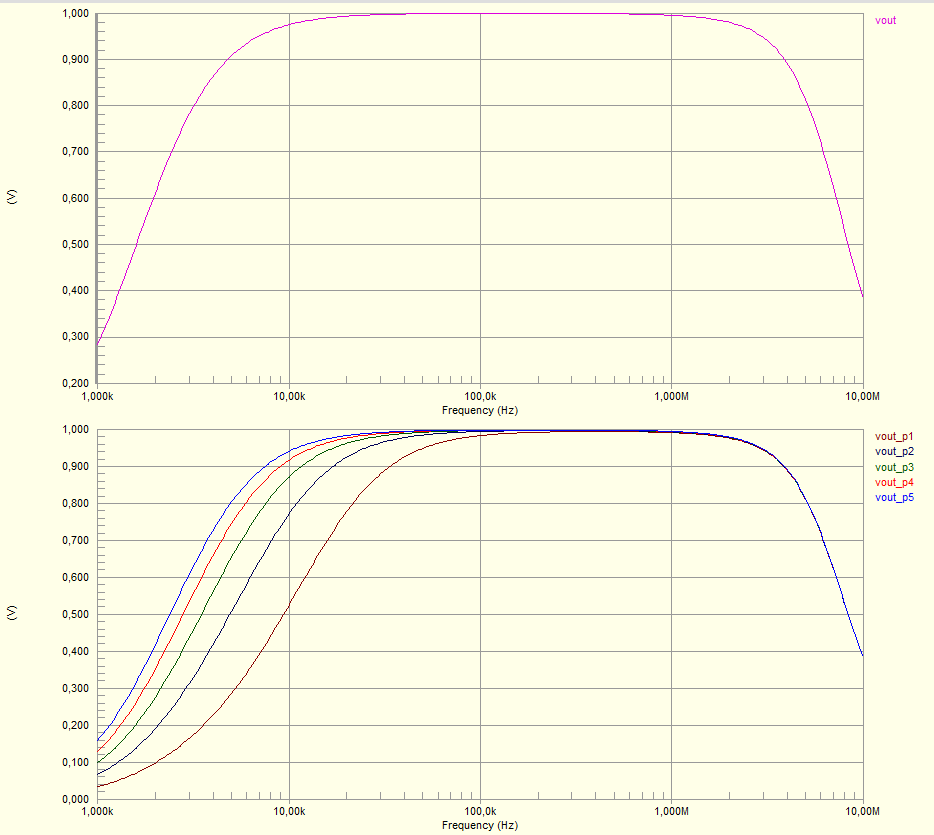 1,000
vout
0,900
0,800
0,700
(V)
0,600
0,500
0,400
0,300
0,200
1,000k 10,00k 100,0k 1,000M 10,00M
Frequency (Hz)
1,000
vout_p1
vout_p2
0,900
vout_p3
vout_p4
0,800
vout_p5
0,700
0,600
(V)
0,500
0,400
0,300
0,200
0,100
0,000
1,000k 10,00k 100,0k 1,000M 10,00M
Frequency (Hz)